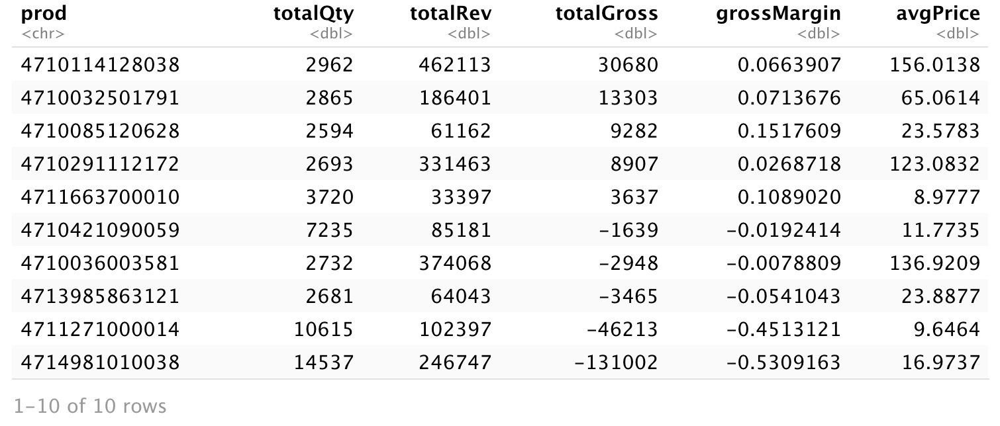 prod totalQty totalRev totalGross grossMargin avgPrice
<chr> <dbl> <dbl> <dbl> <dbl> <dbl>
4710114128038 2962 462113 30680 0.0663907 156.0138
4710032501791 2865 186401 13303 0.0713676 65.0614
4710085120628 2594 61162 9282 0.1517609 23.5783
4710291112172 2693 331463 8907 0.0268718 123.0832
4711663700010 3720 33397 3637 0.1089020 8.9777
4710421090059 7235 85181 -1639 -0.0192414 11.7735
4710036003581 2732 374068 -2948 -0.0078809 136.9209
4713985863121 2681 64043 -3465 -0.0541043 23.8877
4711271000014 10615 102397 -46213 -0.4513121 9.6464
4714981010038 14537 246747 -131002 -0.5309163 16.9737
1-10 of 10 rows